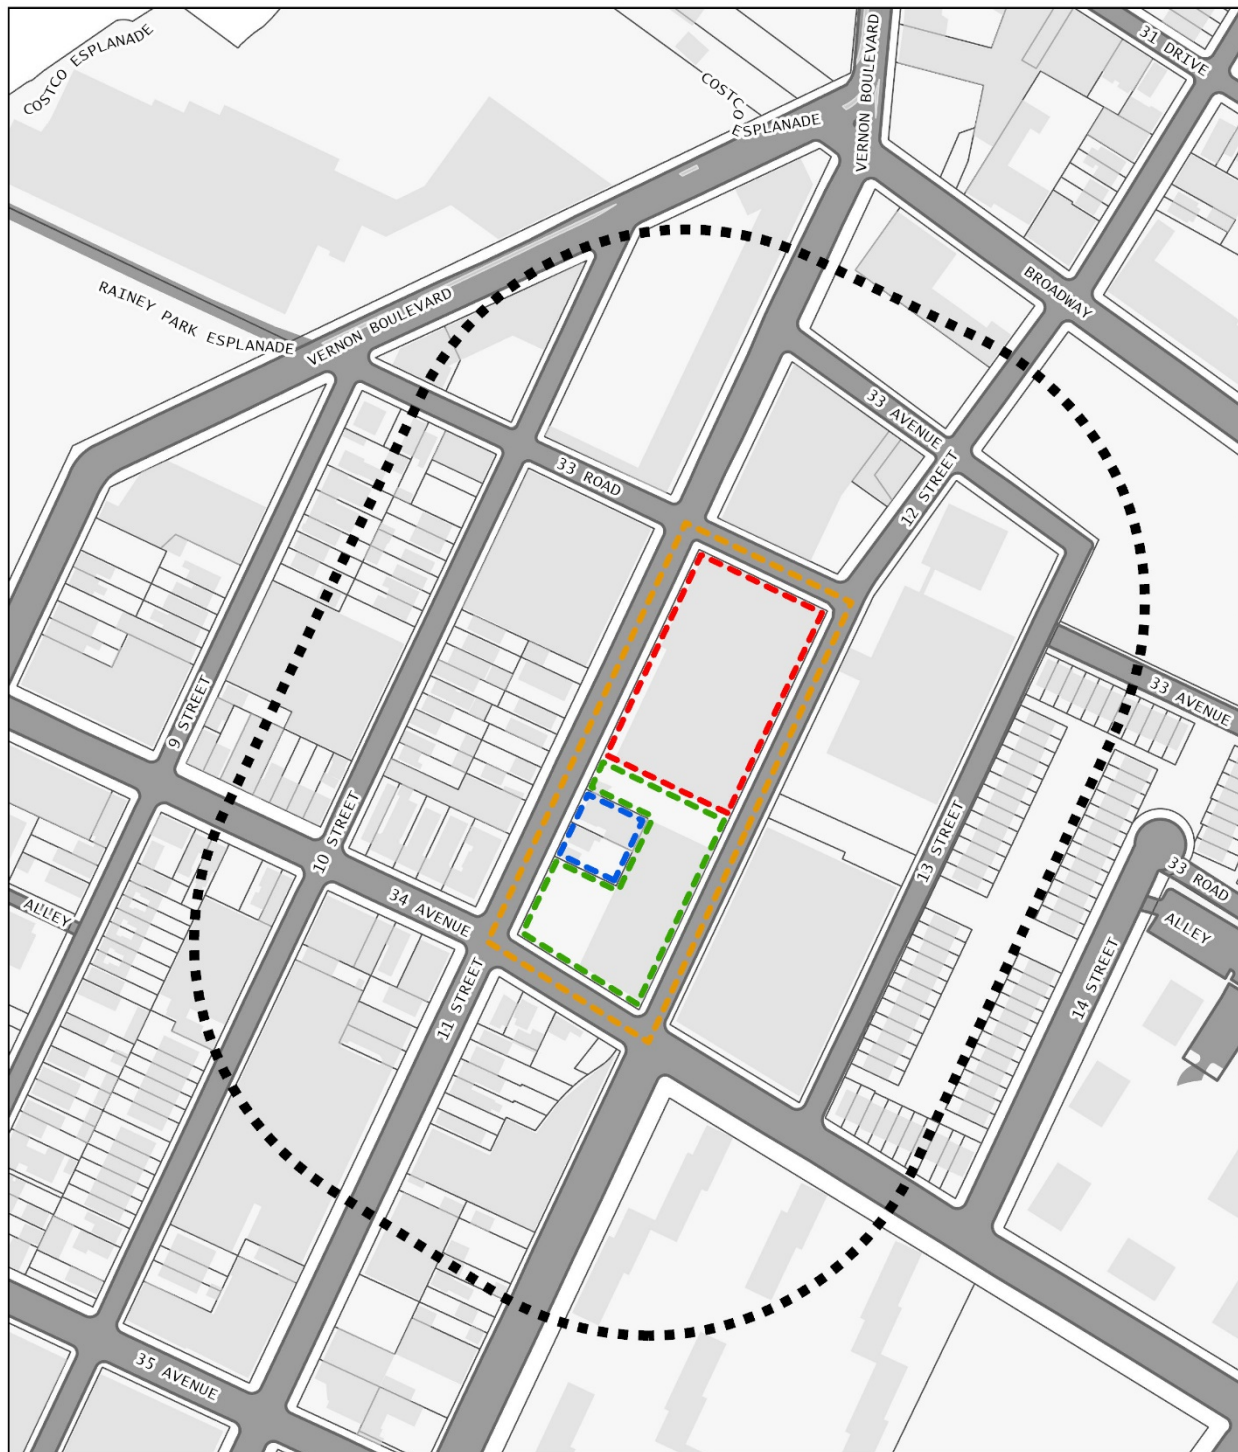 31 DRIVE
COSTCO ESPLANADE
VERNON BOULEVARD
COSTCO
ESPLANADE
VERNON BOULEVARD
BROADWAY
RAINEY PARK ESPLANADE
33 AVENUE
33 ROAD
12 STREET
9 STREET
33 AVENUE
10 STREET
13 STREET
33 ROAD
34 AVENUE
ALLEY
ALLEY
11 STREET
14 STREET
35 AVENUE